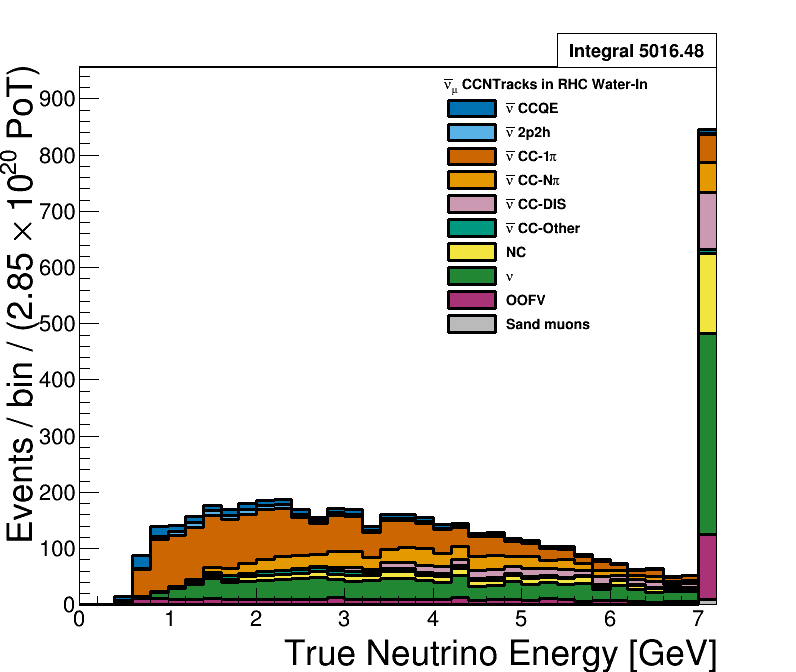 Integral 5016.48
ν̅μ CCNTracks in RHC Water-In
ν̅ CCQE
ν̅ 2p2h
ν̅ CC-1π
ν̅ CC-Nπ
ν̅ CC-DIS
ν̅ CC-Other
NC
ν
OOFV
Sand muons
Events / bin / (2.85 × 10²⁰ PoT)
900
800
700
600
500
400
300
200
100
0
0 1 2 3 4 5 6 7
True Neutrino Energy [GeV]